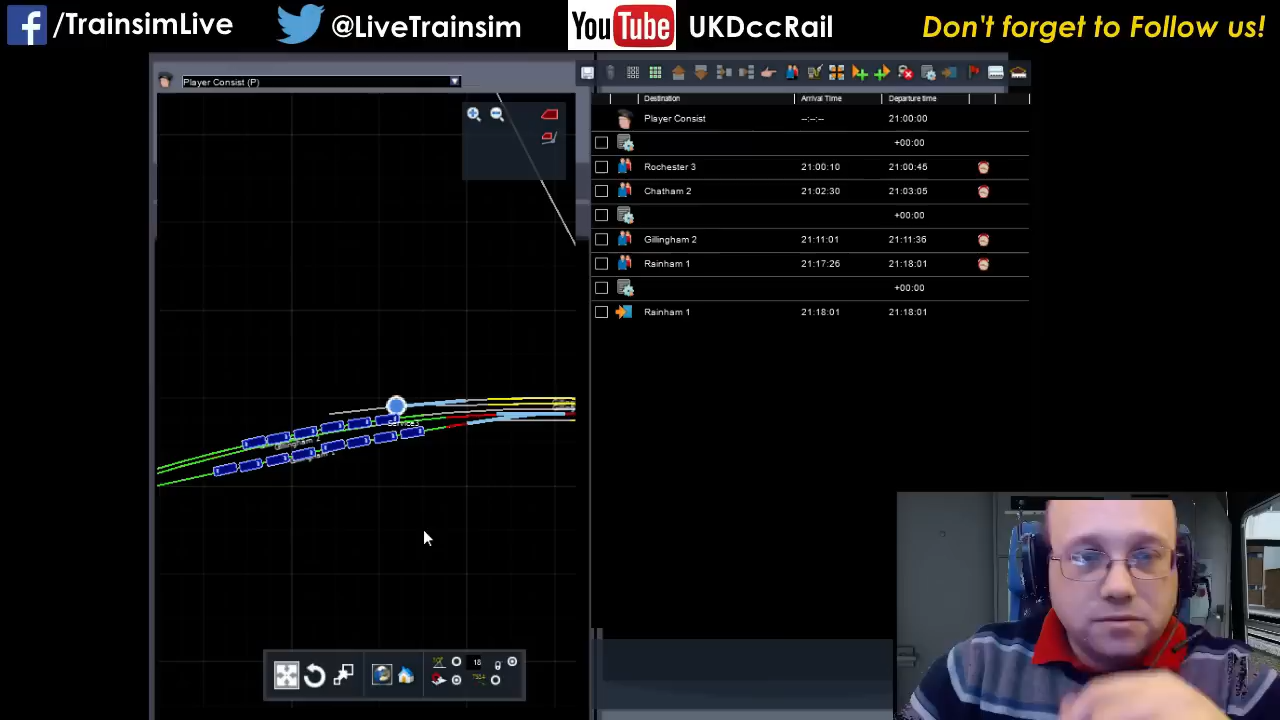 /TrainsimLive
@LiveTrainsim
YouTube
UKDccRail
Don't forget to Follow us!
Player Consist (P)
Destination
Arrival Time
Departure time
Player Consist
--:--:--
21:00:00
+00:00
Rochester 3
21:00:10
21:00:45
Chatham 2
21:02:30
21:03:05
+00:00
Gillingham 2
21:11:01
21:11:36
Rainham 1
21:17:26
21:18:01
+00:00
Rainham 1
21:18:01
21:18:01
18